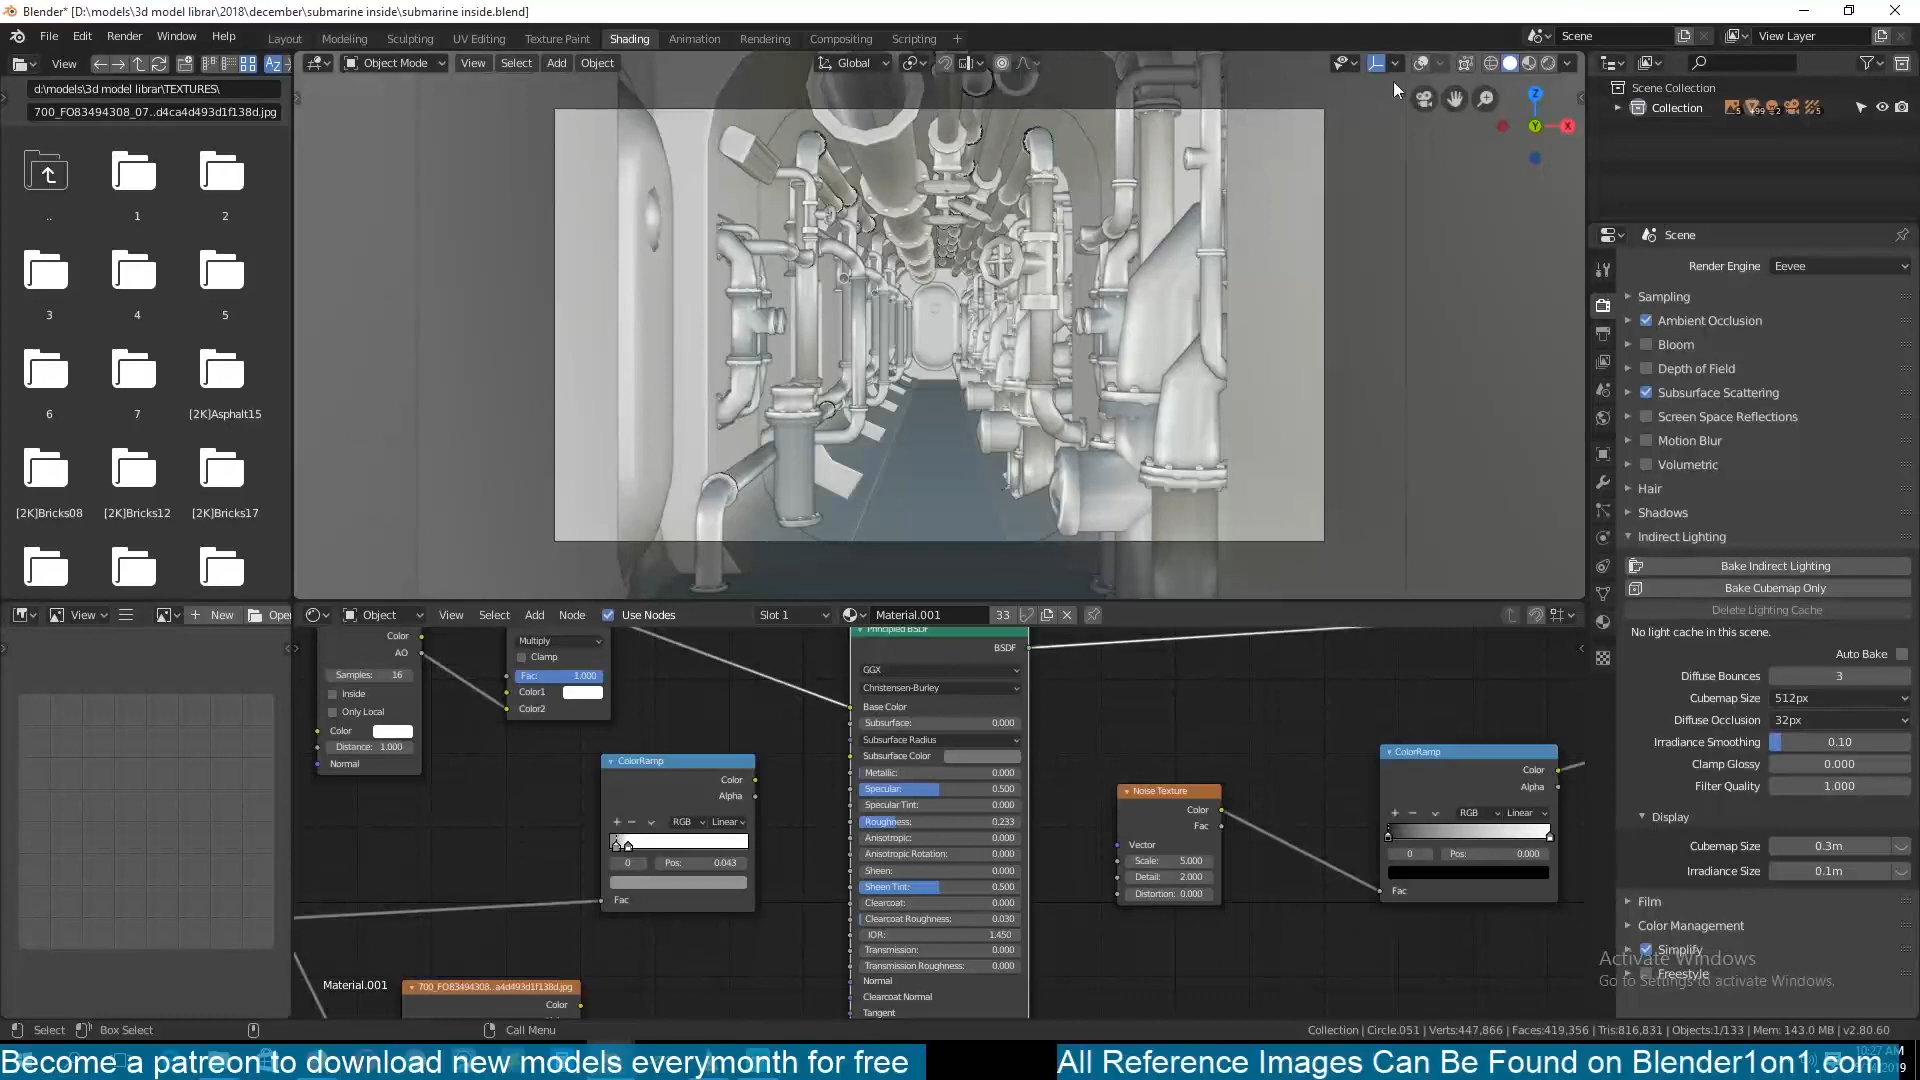 Blender* [D:\models\3d model librar\2018\december\submarine inside\submarine inside.blend]
File Edit Render Window Help
Layout Modeling Sculpting UV Editing Texture Paint Shading Animation Rendering Compositing Scripting +
Scene
View Layer
View
Object Mode View Select Add Object
Global
d:\models\3d model librar\TEXTURES\
700_FO83494308_07..d4ca4d493d1f138d.jpg
Scene Collection
Collection
.. 1 2
3 4 5
6 7 [2K]Asphalt15
[2K]Bricks08 [2K]Bricks12 [2K]Bricks17
Z
Y
X
Scene
Render Engine Eevee
Sampling
Ambient Occlusion
Bloom
Depth of Field
Subsurface Scattering
Screen Space Reflections
Motion Blur
Volumetric
Hair
Shadows
Indirect Lighting
Bake Indirect Lighting
Bake Cubemap Only
Delete Lighting Cache
No light cache in this scene.
Auto Bake
Diffuse Bounces 3
Cubemap Size 512px
Diffuse Occlusion 32px
Irradiance Smoothing 0.10
Clamp Glossy 0.000
Filter Quality 1.000
Display
Cubemap Size 0.3m
Irradiance Size 0.1m
Film
Color Management
Simplify
Freestyle
Activate Windows
Go to Settings to activate Windows.
View New Open
Object View Select Add Node Use Nodes Slot 1 Material.001 33
Color
AO
Samples: 16
Inside
Only Local
Color
Distance: 1.000
Normal
Multiply
Clamp
Fac: 1.000
Color1
Color2
ColorRamp
Color
Alpha
RGB Linear
0 Pos: 0.043
Fac
Principled BSDF
BSDF
GGX
Christensen-Burley
Base Color
Subsurface: 0.000
Subsurface Radius
Subsurface Color
Metallic: 0.000
Specular: 0.500
Specular Tint: 0.000
Roughness: 0.233
Anisotropic: 0.000
Anisotropic Rotation: 0.000
Sheen: 0.000
Sheen Tint: 0.500
Clearcoat: 0.000
Clearcoat Roughness: 0.030
IOR: 1.450
Transmission: 0.000
Transmission Roughness: 0.000
Normal
Clearcoat Normal
Tangent
Noise Texture
Color
Fac
Vector
Scale: 5.000
Detail: 2.000
Distortion: 0.000
ColorRamp
Color
Alpha
RGB Linear
0 Pos: 0.000
Fac
Material.001
700_FO83494308..a4d493d1f138d.jpg
Color
Select Box Select Call Menu
Collection | Circle.051 | Verts:447,866 | Faces:419,356 | Tris:816,831 | Objects:1/133 | Mem: 143.0 MB | v2.80.60
Become a patreon to download new models everymonth for free
All Reference Images Can Be Found on Blender1on1.com